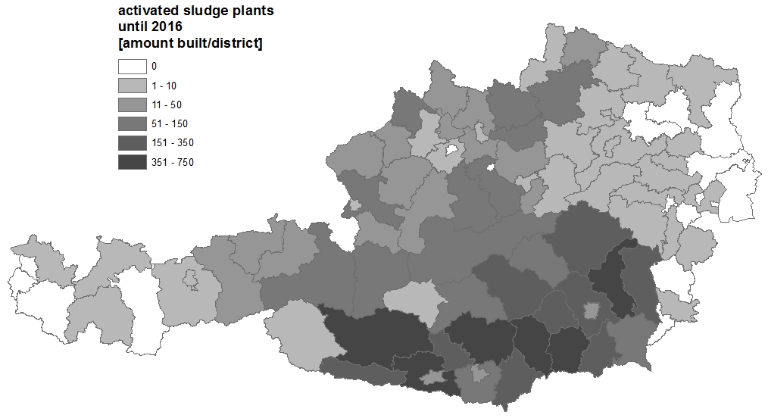 activated sludge plants
until 2016
[amount built/district]
0
1 - 10
11 - 50
51 - 150
151 - 350
351 - 750